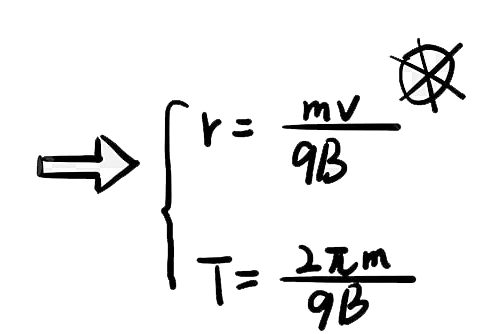 ⇒ { r = mv/qB
T = 2πm/qB